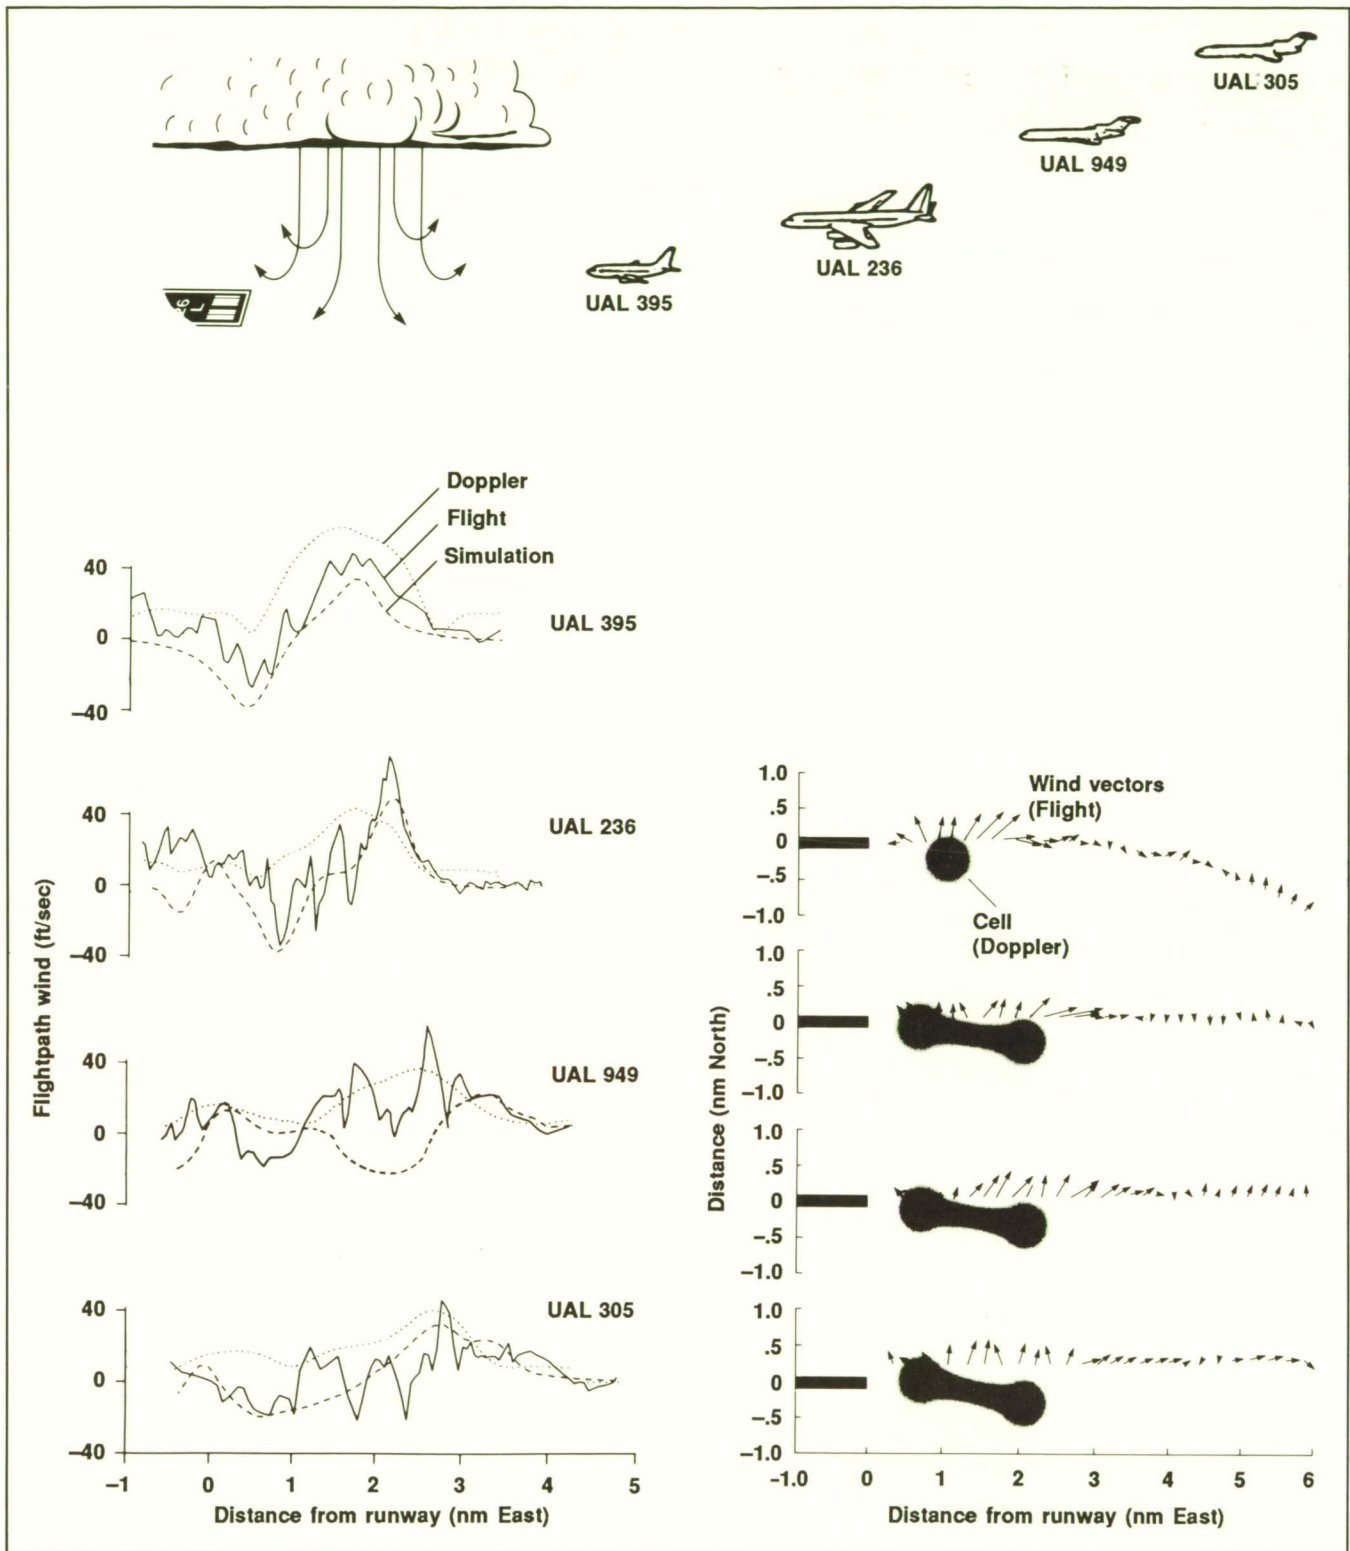 UAL 305
UAL 949
UAL 236
UAL 395
26
L
Doppler
Flight
Simulation
40
0
–40
UAL 395
40
0
–40
UAL 236
40
0
–40
UAL 949
40
0
–40
UAL 305
–1 0 1 2 3 4 5
Distance from runway (nm East)
Flightpath wind (ft/sec)
1.0
.5
0
–.5
–1.0
Wind vectors
(Flight)
Cell
(Doppler)
1.0
.5
0
–.5
–1.0
1.0
.5
0
–.5
–1.0
1.0
.5
0
–.5
–1.0
–1.0 0 1 2 3 4 5 6
Distance from runway (nm East)
Distance (nm North)